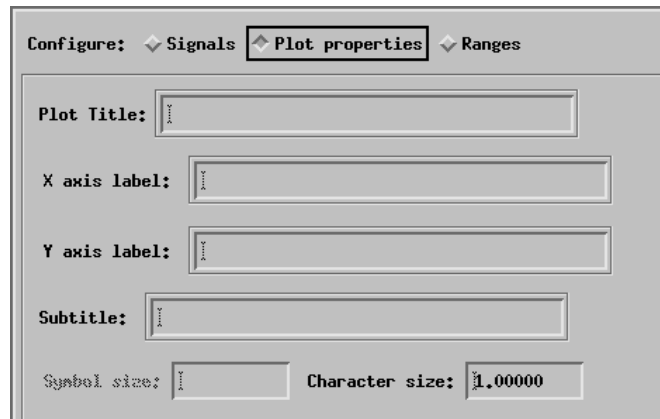 Configure: Signals Plot properties Ranges
Plot Title:
X axis label:
Y axis label:
Subtitle:
Symbol size: Character size: 1.00000